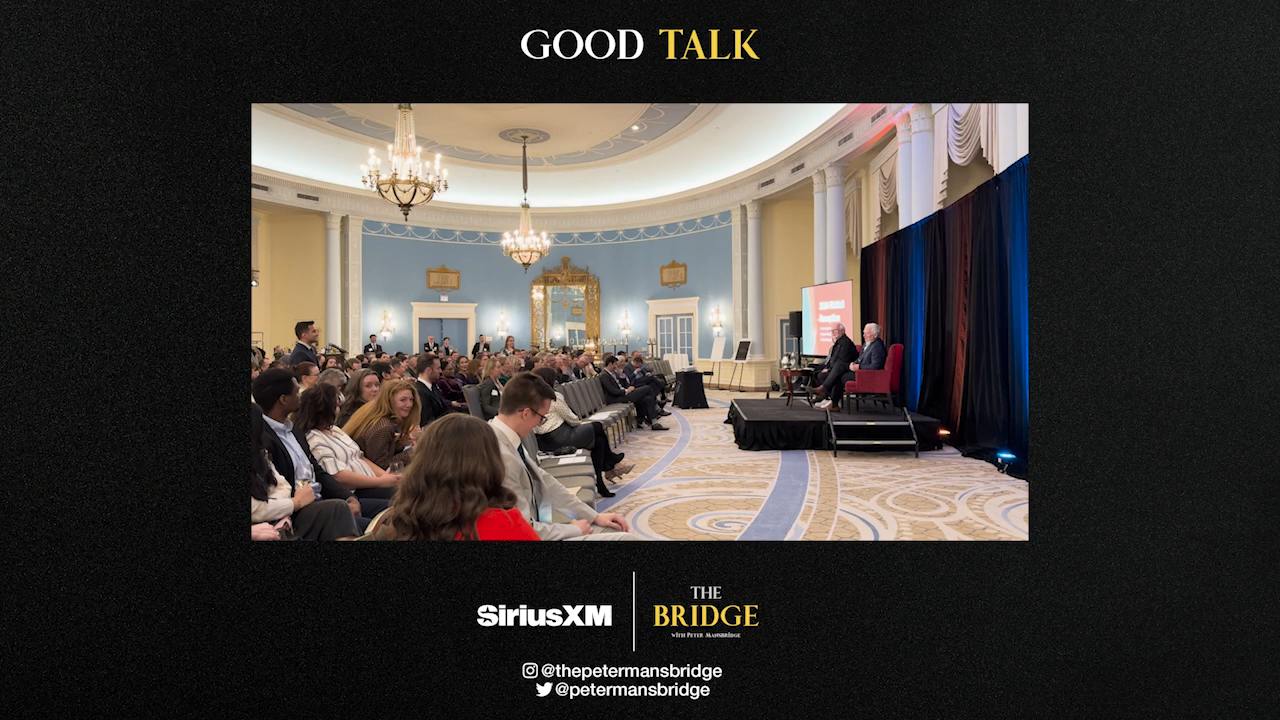 GOOD TALK
SiriusXM
THE
BRIDGE
WITH PETER MANSBRIDGE
@thepetermansbridge
@petermansbridge